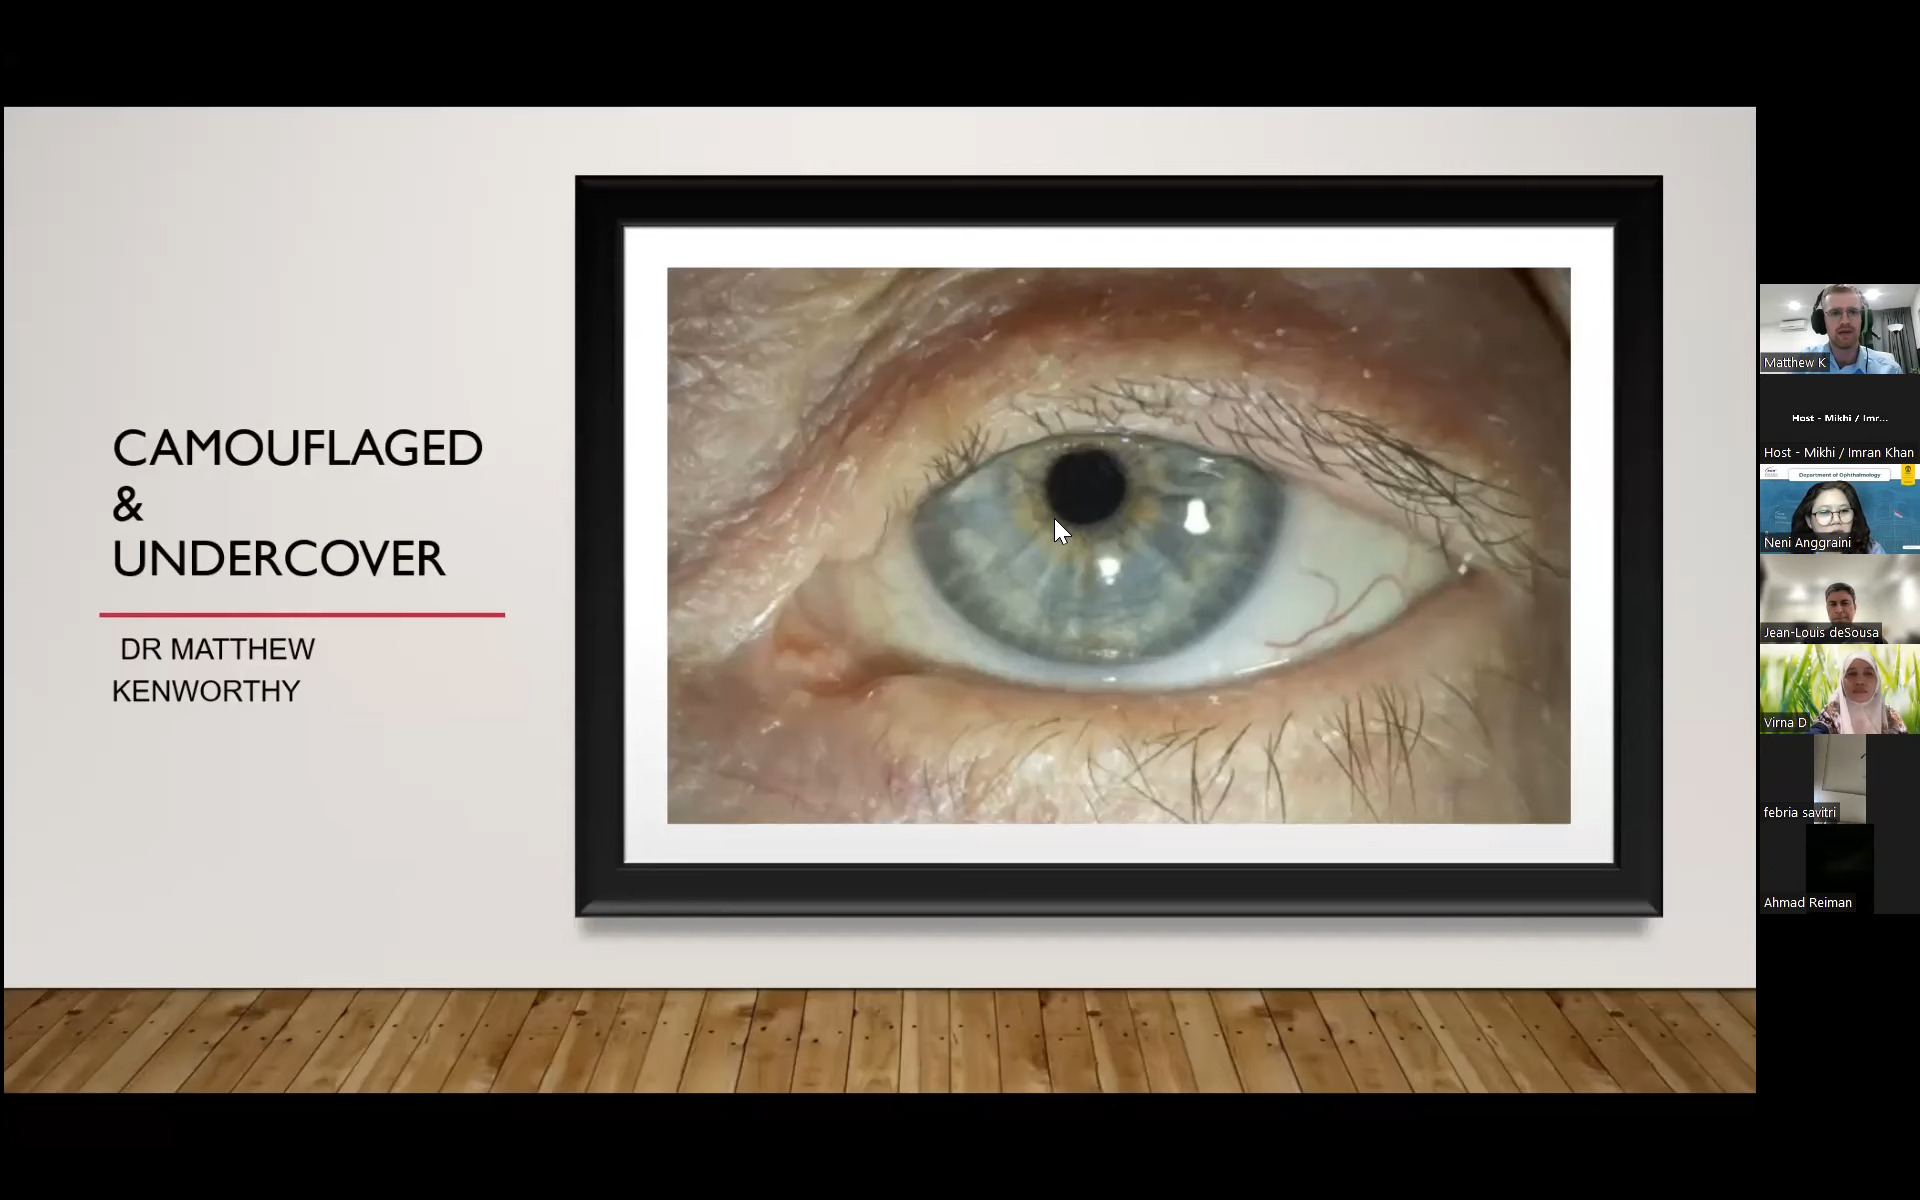 CAMOUFLAGED
&
UNDERCOVER
DR MATTHEW
KENWORTHY
Matthew K
Host - Mikhi / Imr...
Host - Mikhi / Imran Khan
Department of Ophthalmology
Neni Anggraini
Jean-Louis deSousa
Virna D
febria savitri
Ahmad Reiman